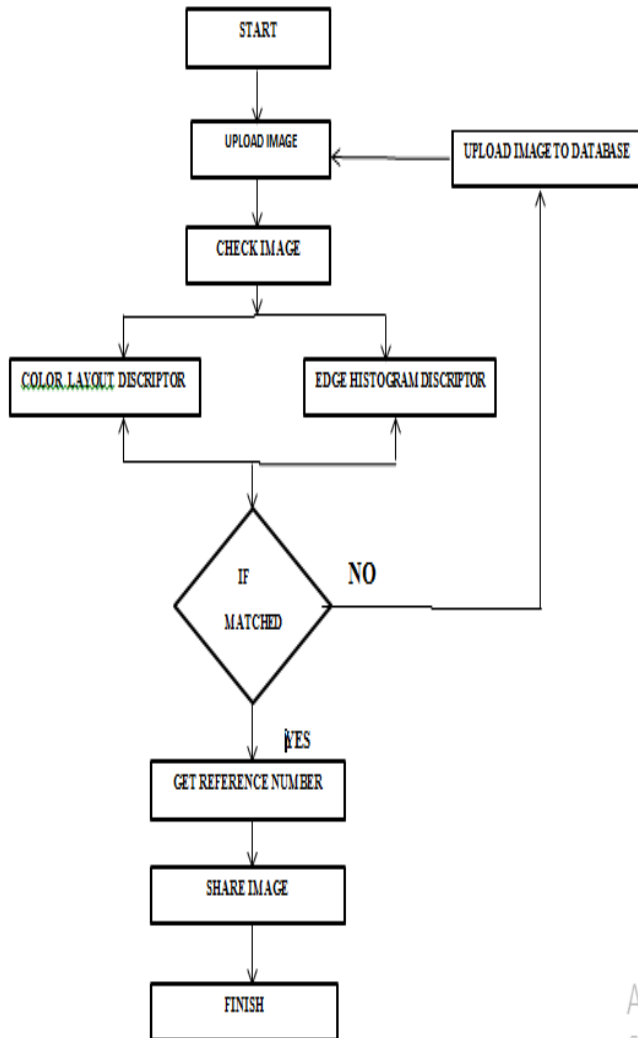 START
UPLOAD IMAGE
UPLOAD IMAGE TO DATABASE
CHECK IMAGE
COLOR LAYOUT DISCRIPTOR
EDGE HISTOGRAM DISCRIPTOR
IF
MATCHED
NO
YES
GET REFERENCE NUMBER
SHARE IMAGE
FINISH